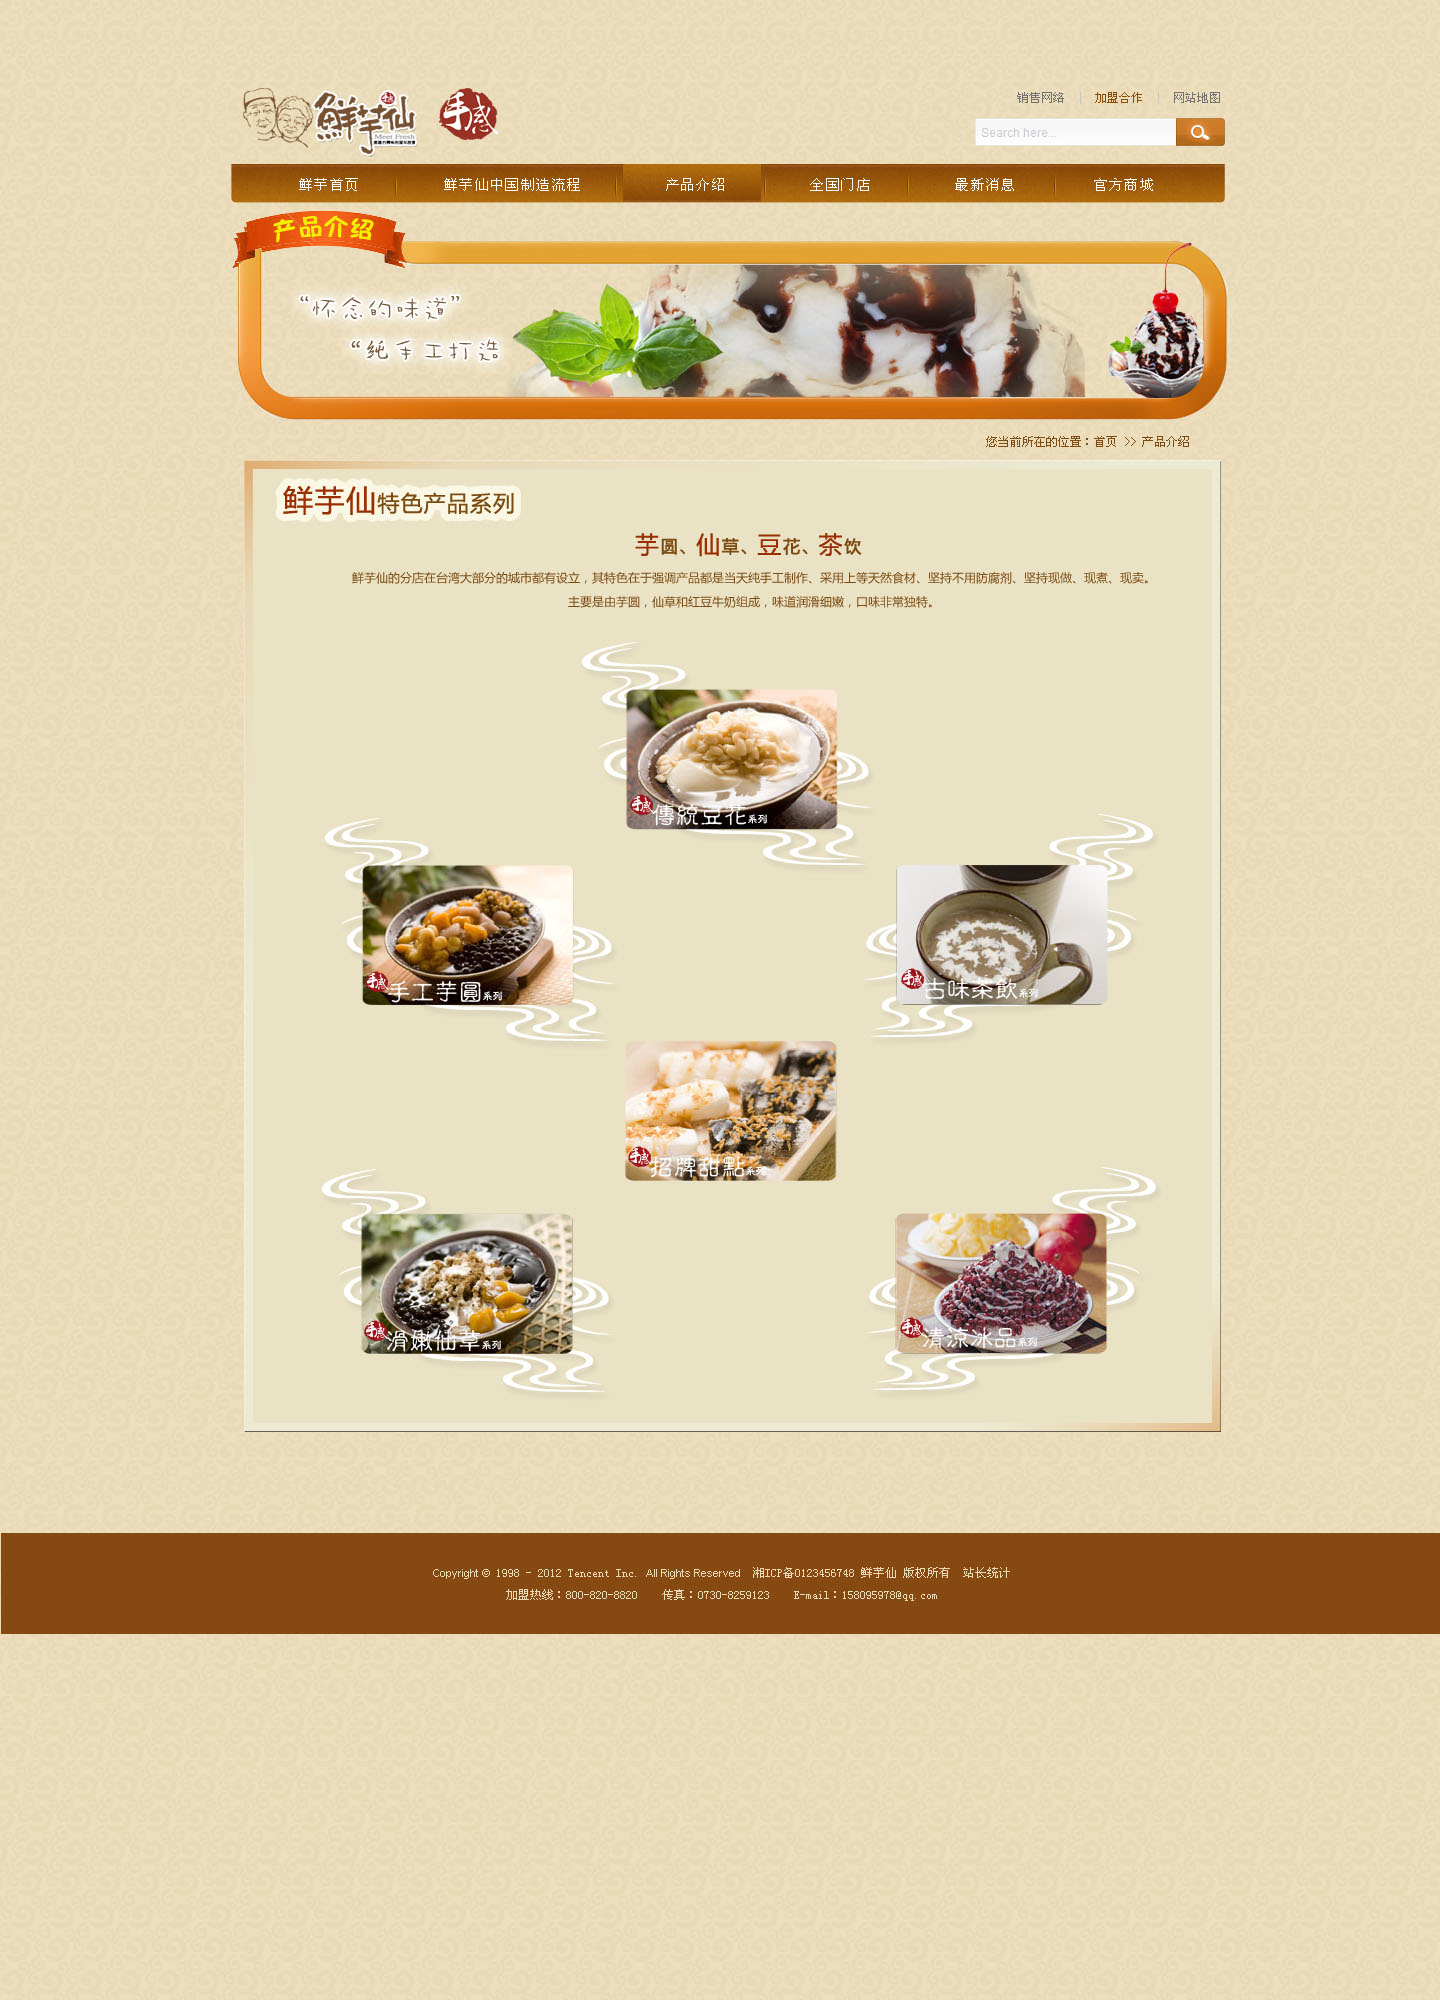 鮮芋仙
Meet Fresh
手感
销售网络
加盟合作
网站地图
Search here...
鲜芋首页
鲜芋仙中国制造流程
产品介绍
全国门店
最新消息
官方商城
产品介绍
“怀念的味道”
“纯手工打造
您当前所在的位置：首页 >> 产品介绍
鲜芋仙特色产品系列
芋圆、仙草、豆花、茶饮
鲜芋仙的分店在台湾大部分的城市都有设立，其特色在于强调产品都是当天纯手工制作、采用上等天然食材、坚持不用防腐剂、坚持现做、现煮、现卖。
主要是由芋圆，仙草和红豆牛奶组成，味道润滑细嫩，口味非常独特。
手感 傳統豆花系列
手感 手工芋圓系列
手感 古味茶飲系列
手感 招牌甜點系列
手感 滑嫩仙草系列
手感 清涼冰品系列
Copyright © 1998 - 2012 Tencent Inc. All Rights Reserved 湘ICP备0123456748 鲜芋仙 版权所有 站长统计
加盟热线：800-820-8820 传真：0730-8259123 E-mail：158095978@qq.com